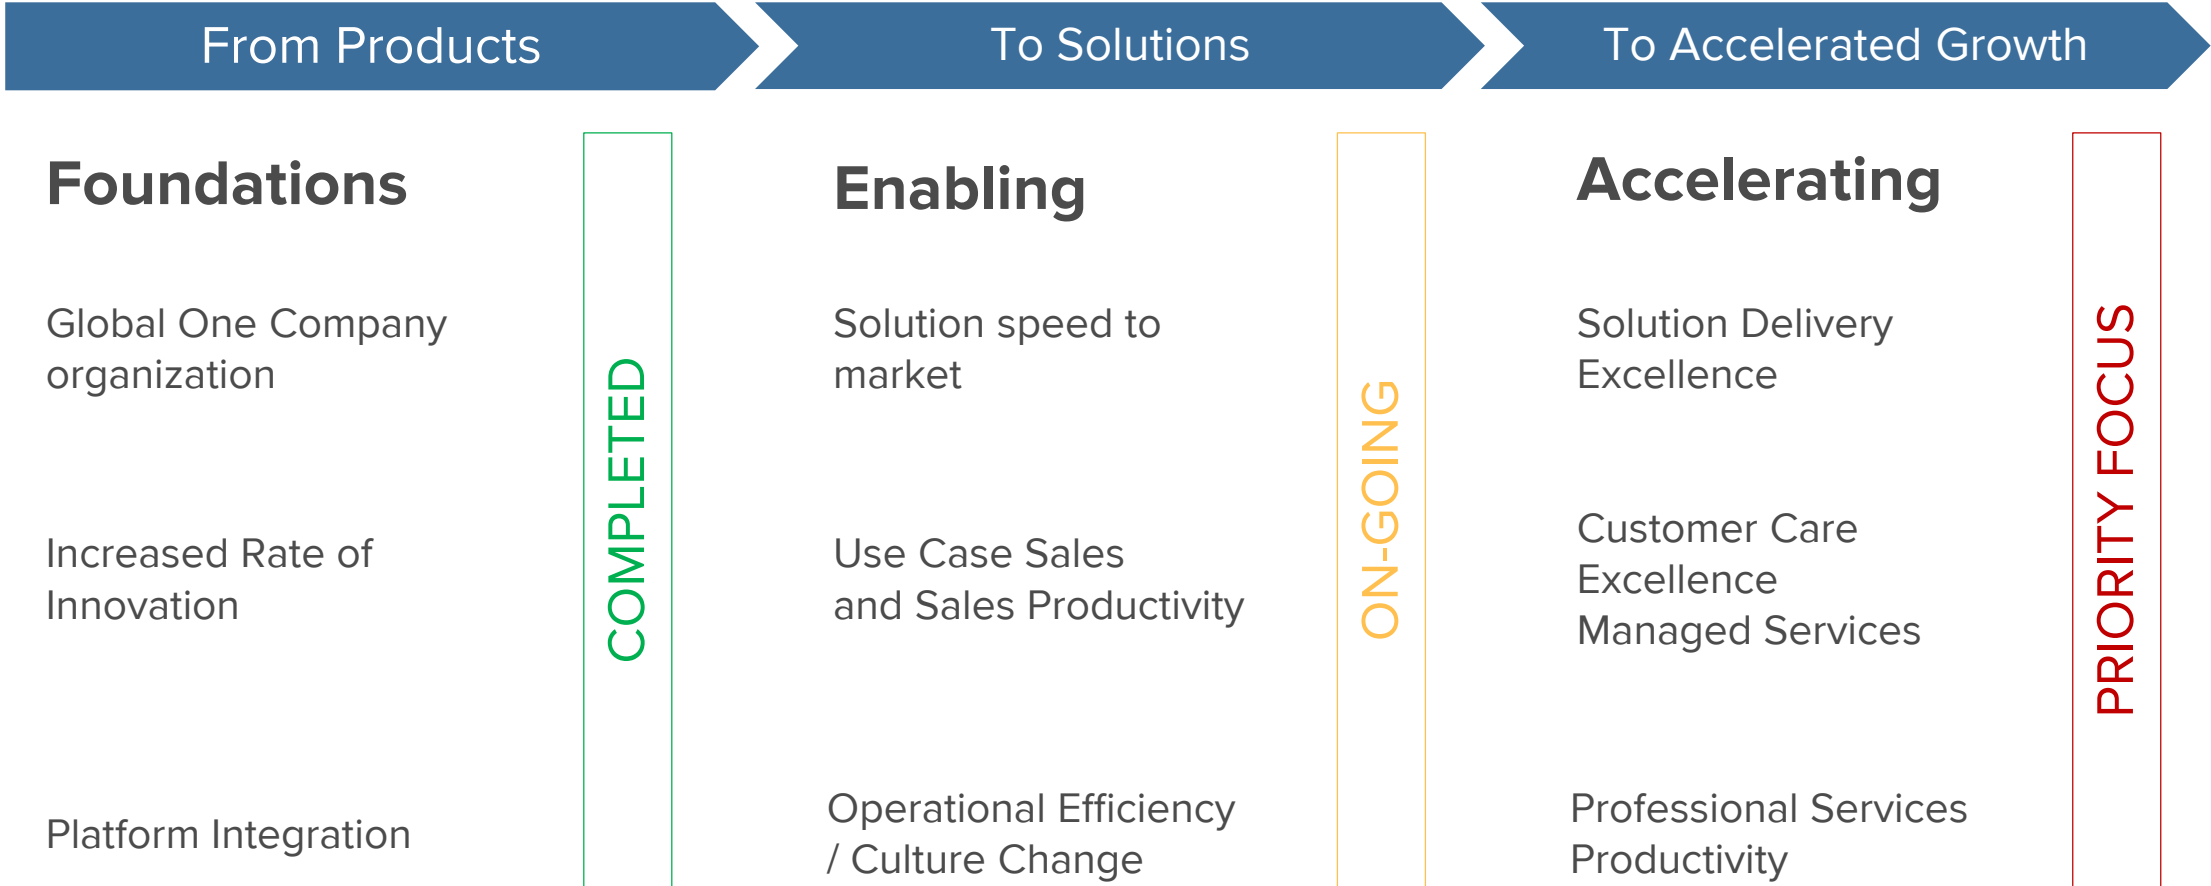 From Products
To Solutions
To Accelerated Growth
Foundations
Global One Company
organization
Increased Rate of
Innovation
Platform Integration
COMPLETED
Enabling
Solution speed to
market
Use Case Sales
and Sales Productivity
Operational Efficiency
/ Culture Change
ON-GOING
Accelerating
Solution Delivery
Excellence
Customer Care
Excellence
Managed Services
Professional Services
Productivity
PRIORITY FOCUS